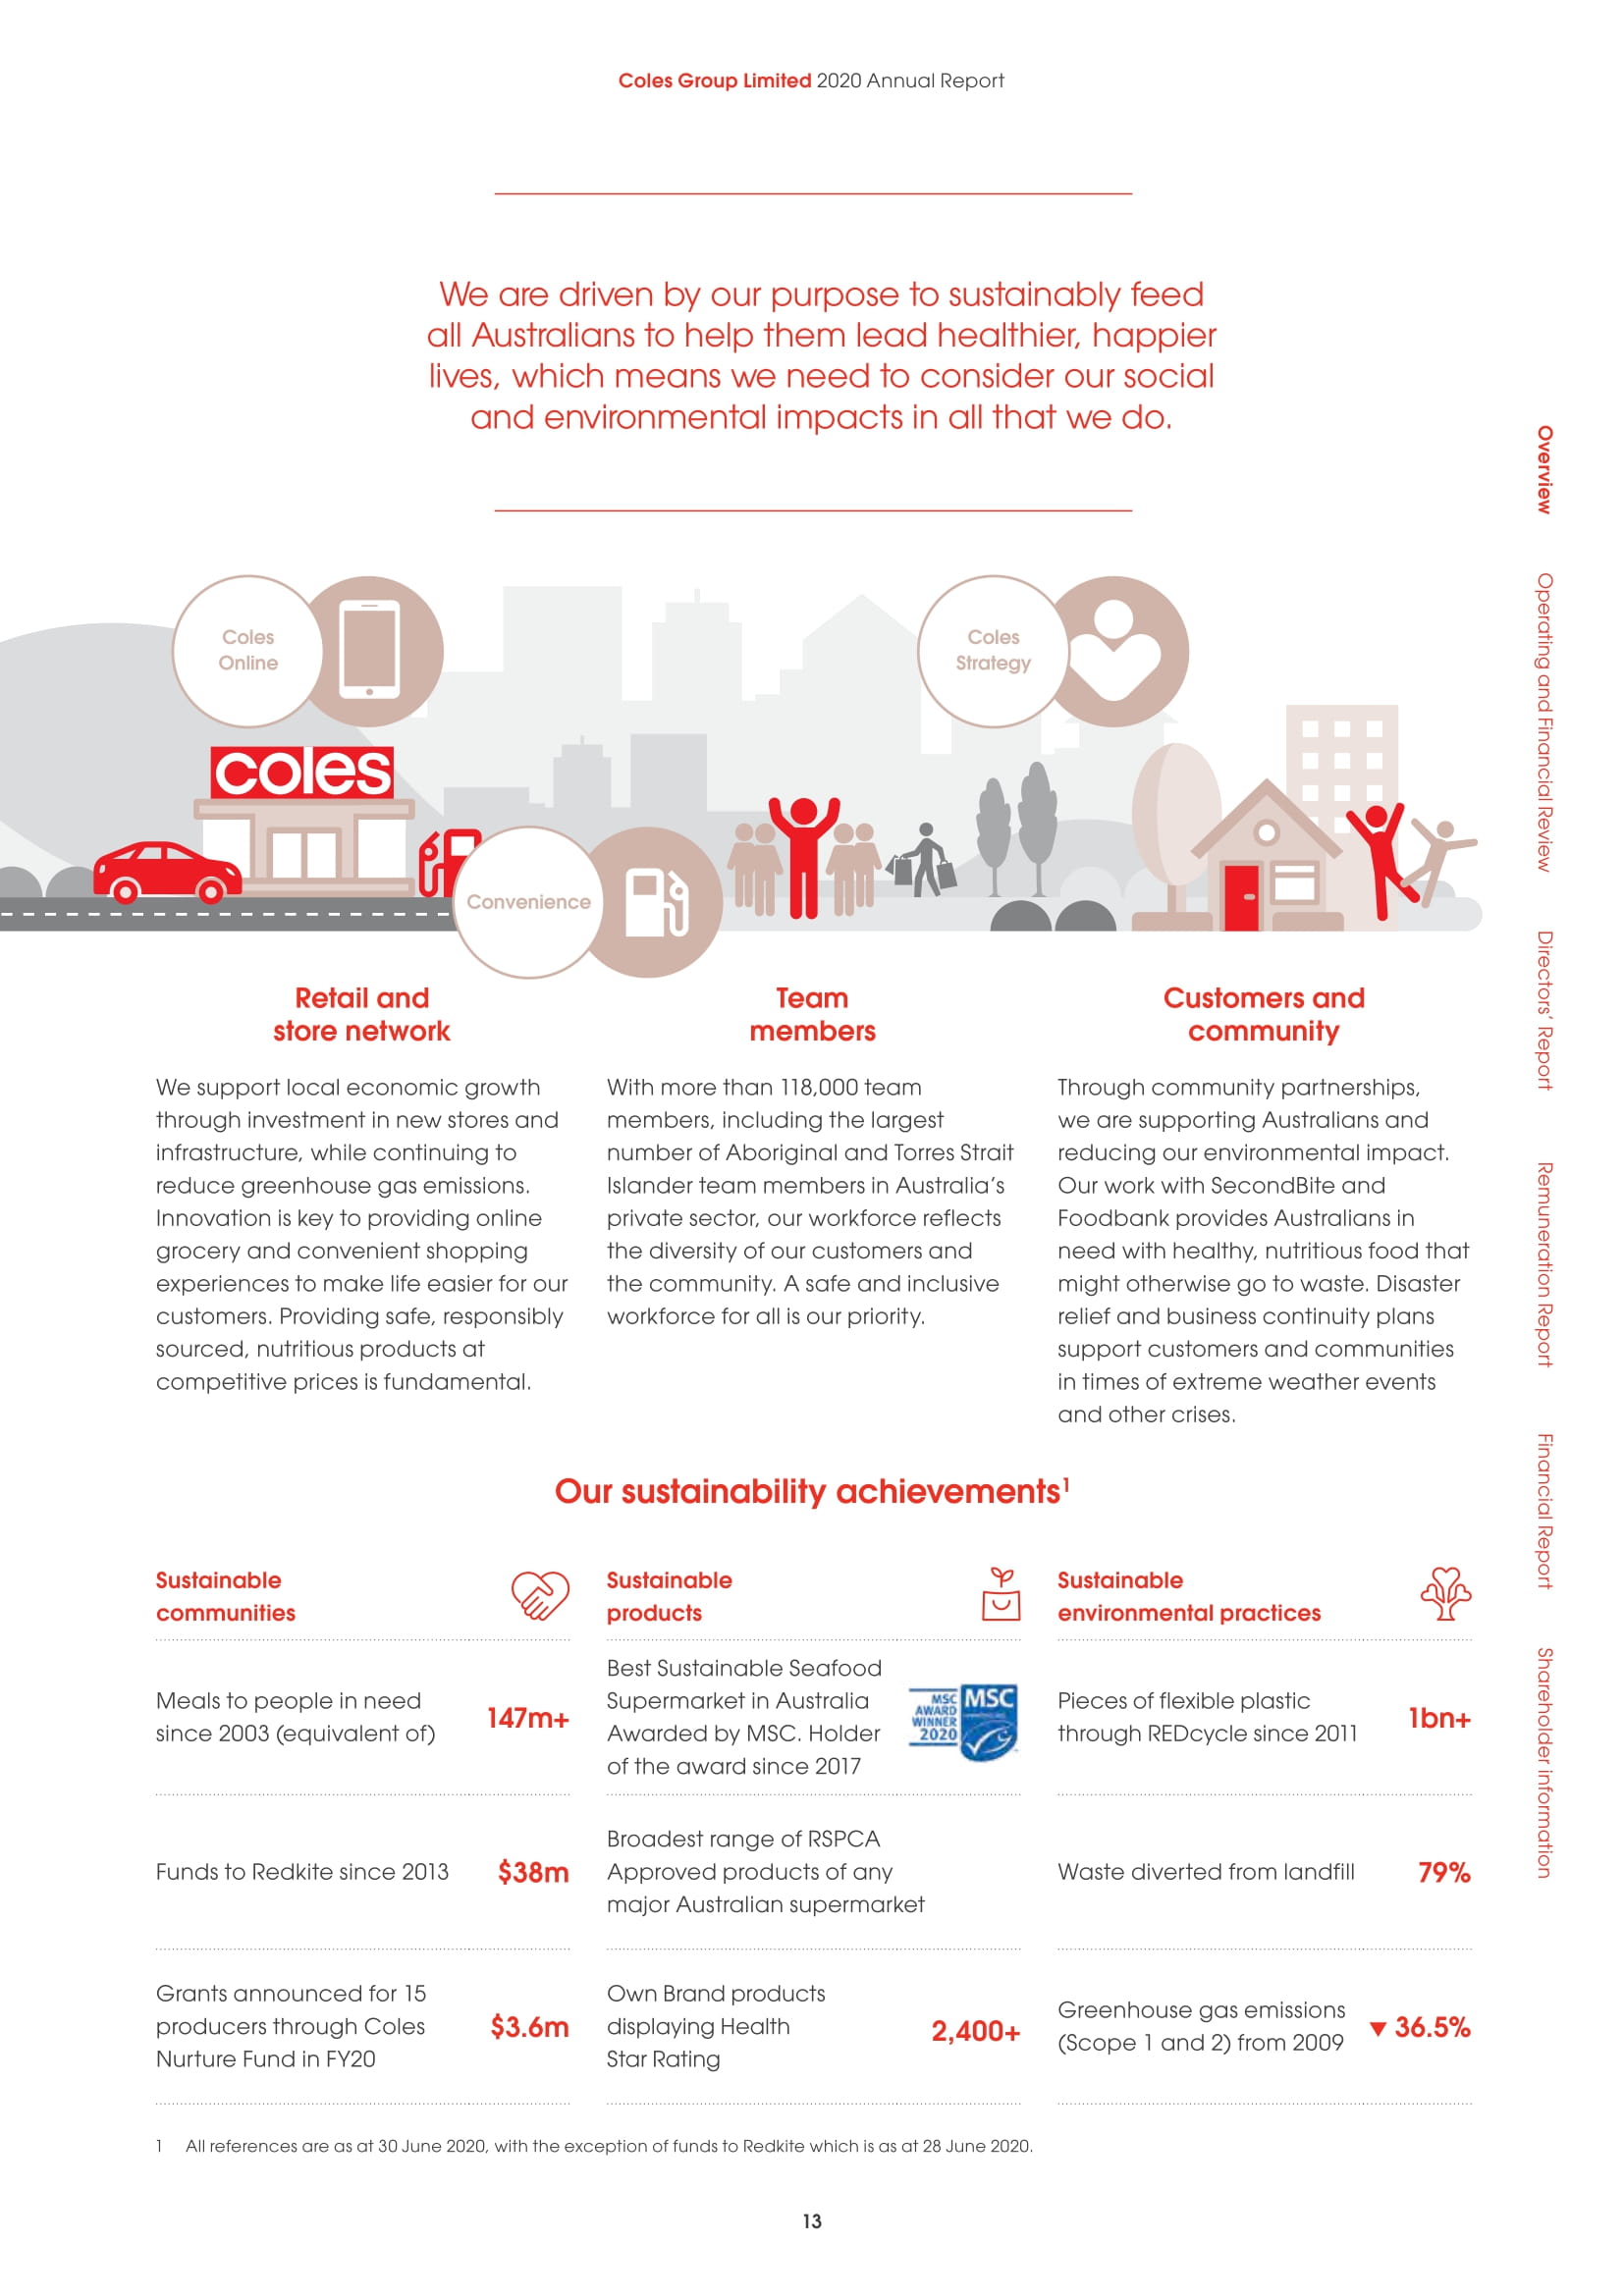 Coles Group Limited 2020 Annual Report
We are driven by our purpose to sustainably feed
all Australians to help them lead healthier, happier
lives, which means we need to consider our social
and environmental impacts in all that we do.
Coles
Online
Coles
Strategy
coles
Convenience
Retail and
store network
We support local economic growth
through investment in new stores and
infrastructure, while continuing to
reduce greenhouse gas emissions.
Innovation is key to providing online
grocery and convenient shopping
experiences to make life easier for our
customers. Providing safe, responsibly
sourced, nutritious products at
competitive prices is fundamental.
Team
members
With more than 118,000 team
members, including the largest
number of Aboriginal and Torres Strait
Islander team members in Australia's
private sector, our workforce reflects
the diversity of our customers and
the community. A safe and inclusive
workforce for all is our priority.
Customers and
community
Through community partnerships,
we are supporting Australians and
reducing our environmental impact.
Our work with SecondBite and
Foodbank provides Australians in
need with healthy, nutritious food that
might otherwise go to waste. Disaster
relief and business continuity plans
support customers and communities
in times of extreme weather events
and other crises.
Our sustainability achievements1
Sustainable
communities
Meals to people in need
since 2003 (equivalent of)
147m+
Funds to Redkite since 2013
$38m
Grants announced for 15
producers through Coles
Nurture Fund in FY20
$3.6m
Sustainable
products
Best Sustainable Seafood
Supermarket in Australia
Awarded by MSC. Holder
of the award since 2017
MSC
AWARD
WINNER
2020
MSC
Broadest range of RSPCA
Approved products of any
major Australian supermarket
Own Brand products
displaying Health
Star Rating
2,400+
Sustainable
environmental practices
Pieces of flexible plastic
through REDcycle since 2011
1bn+
Waste diverted from landfill
79%
Greenhouse gas emissions
(Scope 1 and 2) from 2009
▼ 36.5%
1 All references are as at 30 June 2020, with the exception of funds to Redkite which is as at 28 June 2020.
13
Overview
Operating and Financial Review
Directors' Report
Remuneration Report
Financial Report
Shareholder information